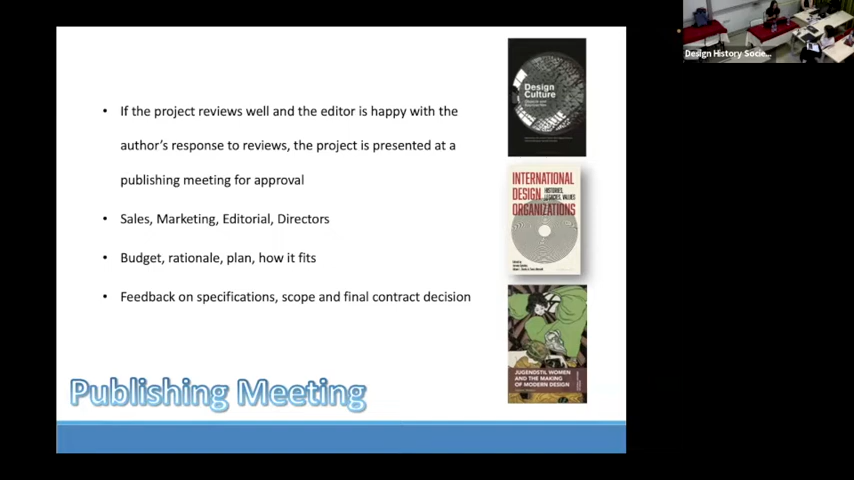 Design History Socie...
• If the project reviews well and the editor is happy with the
author's response to reviews, the project is presented at a
publishing meeting for approval
• Sales, Marketing, Editorial, Directors
• Budget, rationale, plan, how it fits
• Feedback on specifications, scope and final contract decision
Publishing Meeting
Design
Culture
INTERNATIONAL
DESIGN HISTORIES,
LEGACIES, VALUES
ORGANIZATIONS
JUGENDSTIL WOMEN
AND THE MAKING
OF MODERN DESIGN